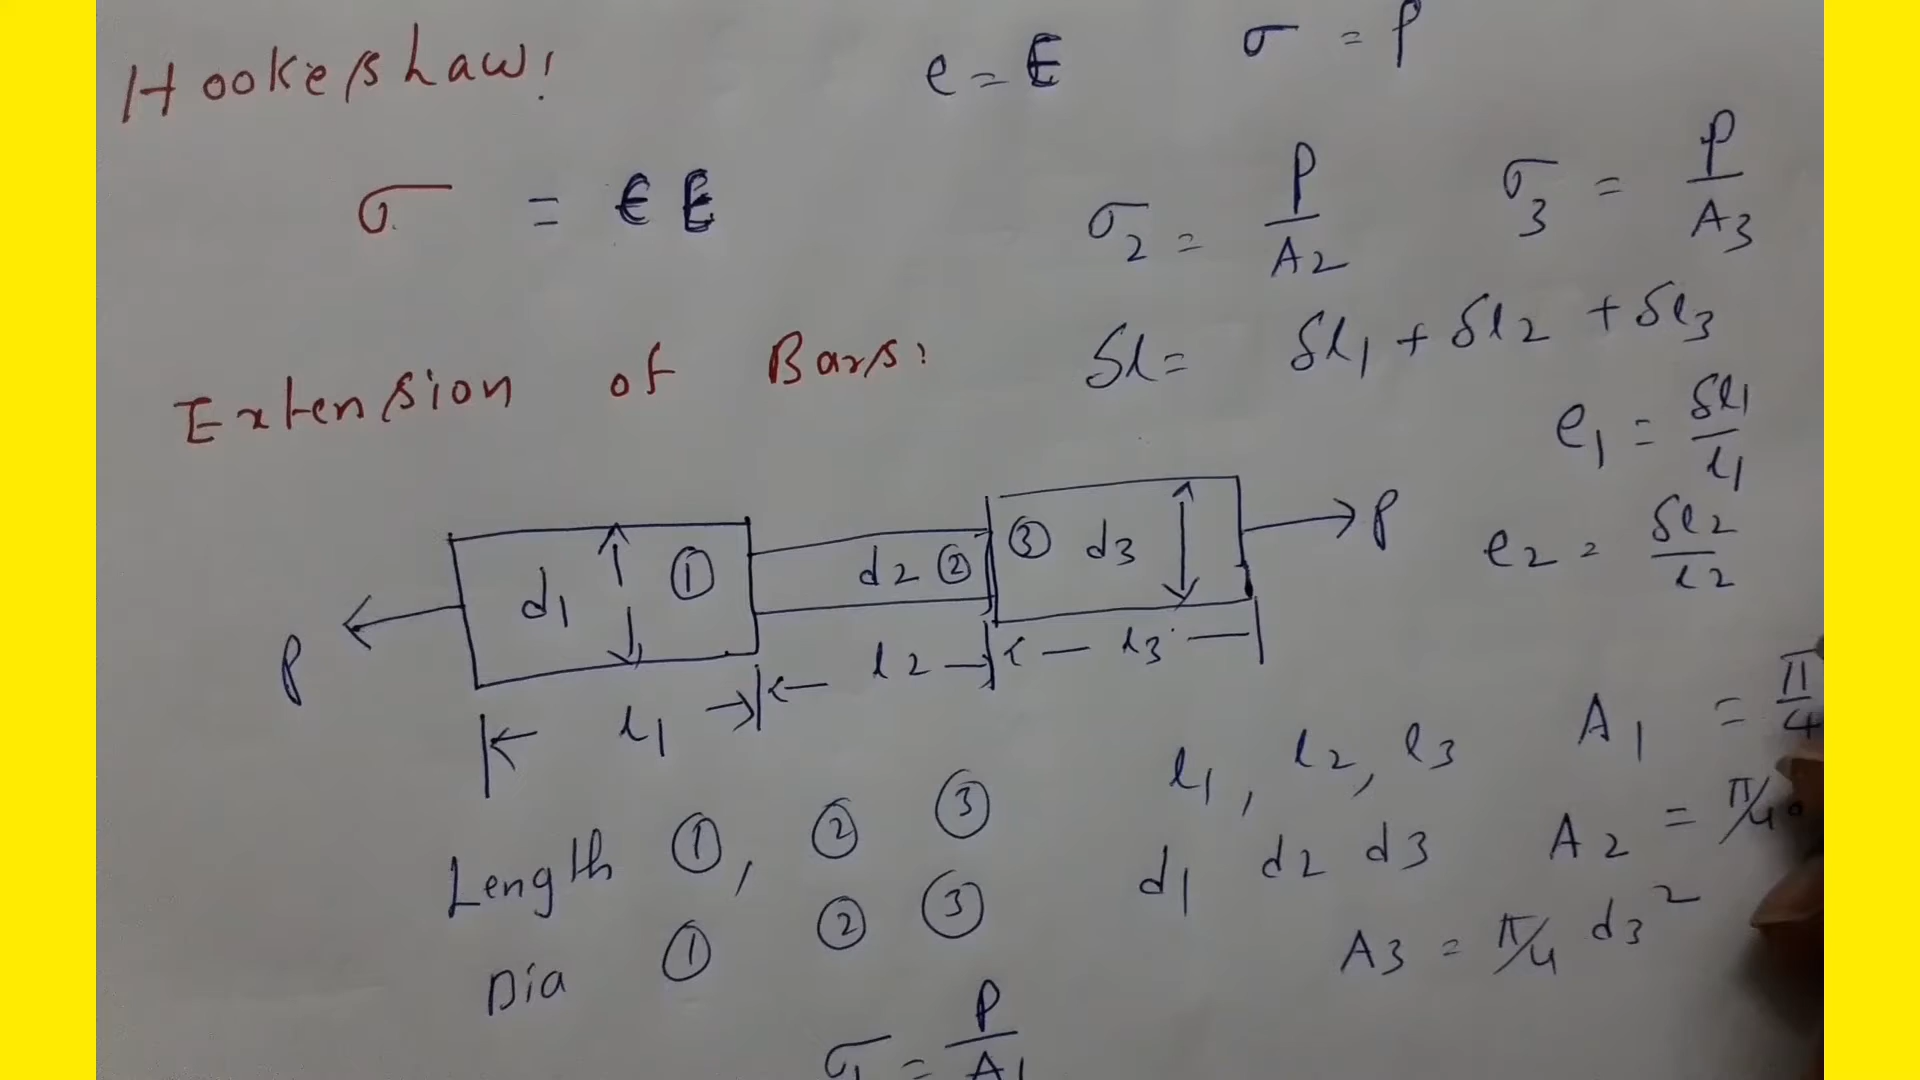 Hooke's Law:
e = E
σ = P
σ = ϵ E
σ2 = P/A2
σ3 = P/A3
Extension of Bars:
δl = δl1 + δl2 + δl3
e1 = δl1/l1
e2 = δl2/l2
P
d1 ①
d2 ②
③ d3
P
l1
l2
l3
Length ①, ② ③ l1, l2, l3
Dia ① ② ③ d1 d2 d3
A1 = π/4
A2 = π/4
A3 = π/4 d3²
σ1 = P/A1